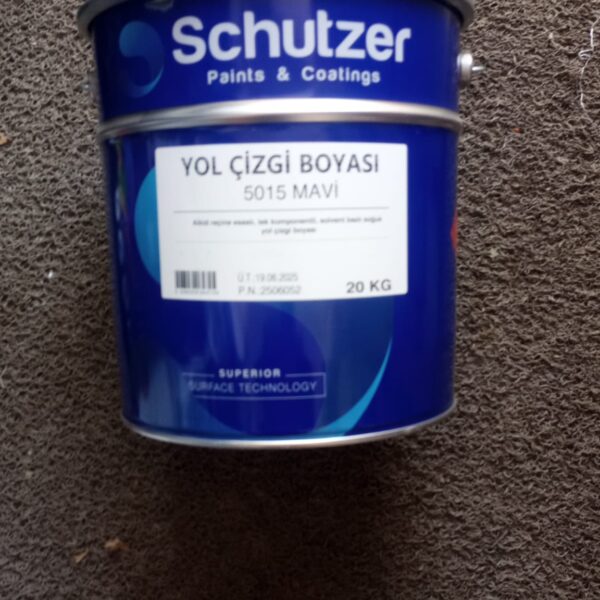 Schutzer
Paints & Coatings
YOL ÇİZGİ BOYASI
5015 MAVİ
Alkid reçine esaslı, tek komponentli, solvent bazlı soğuk
yol çizgi boyası
Ü.T.:19.06.2025
P.N.:2506052
20 KG
SUPERIOR
SURFACE TECHNOLOGY